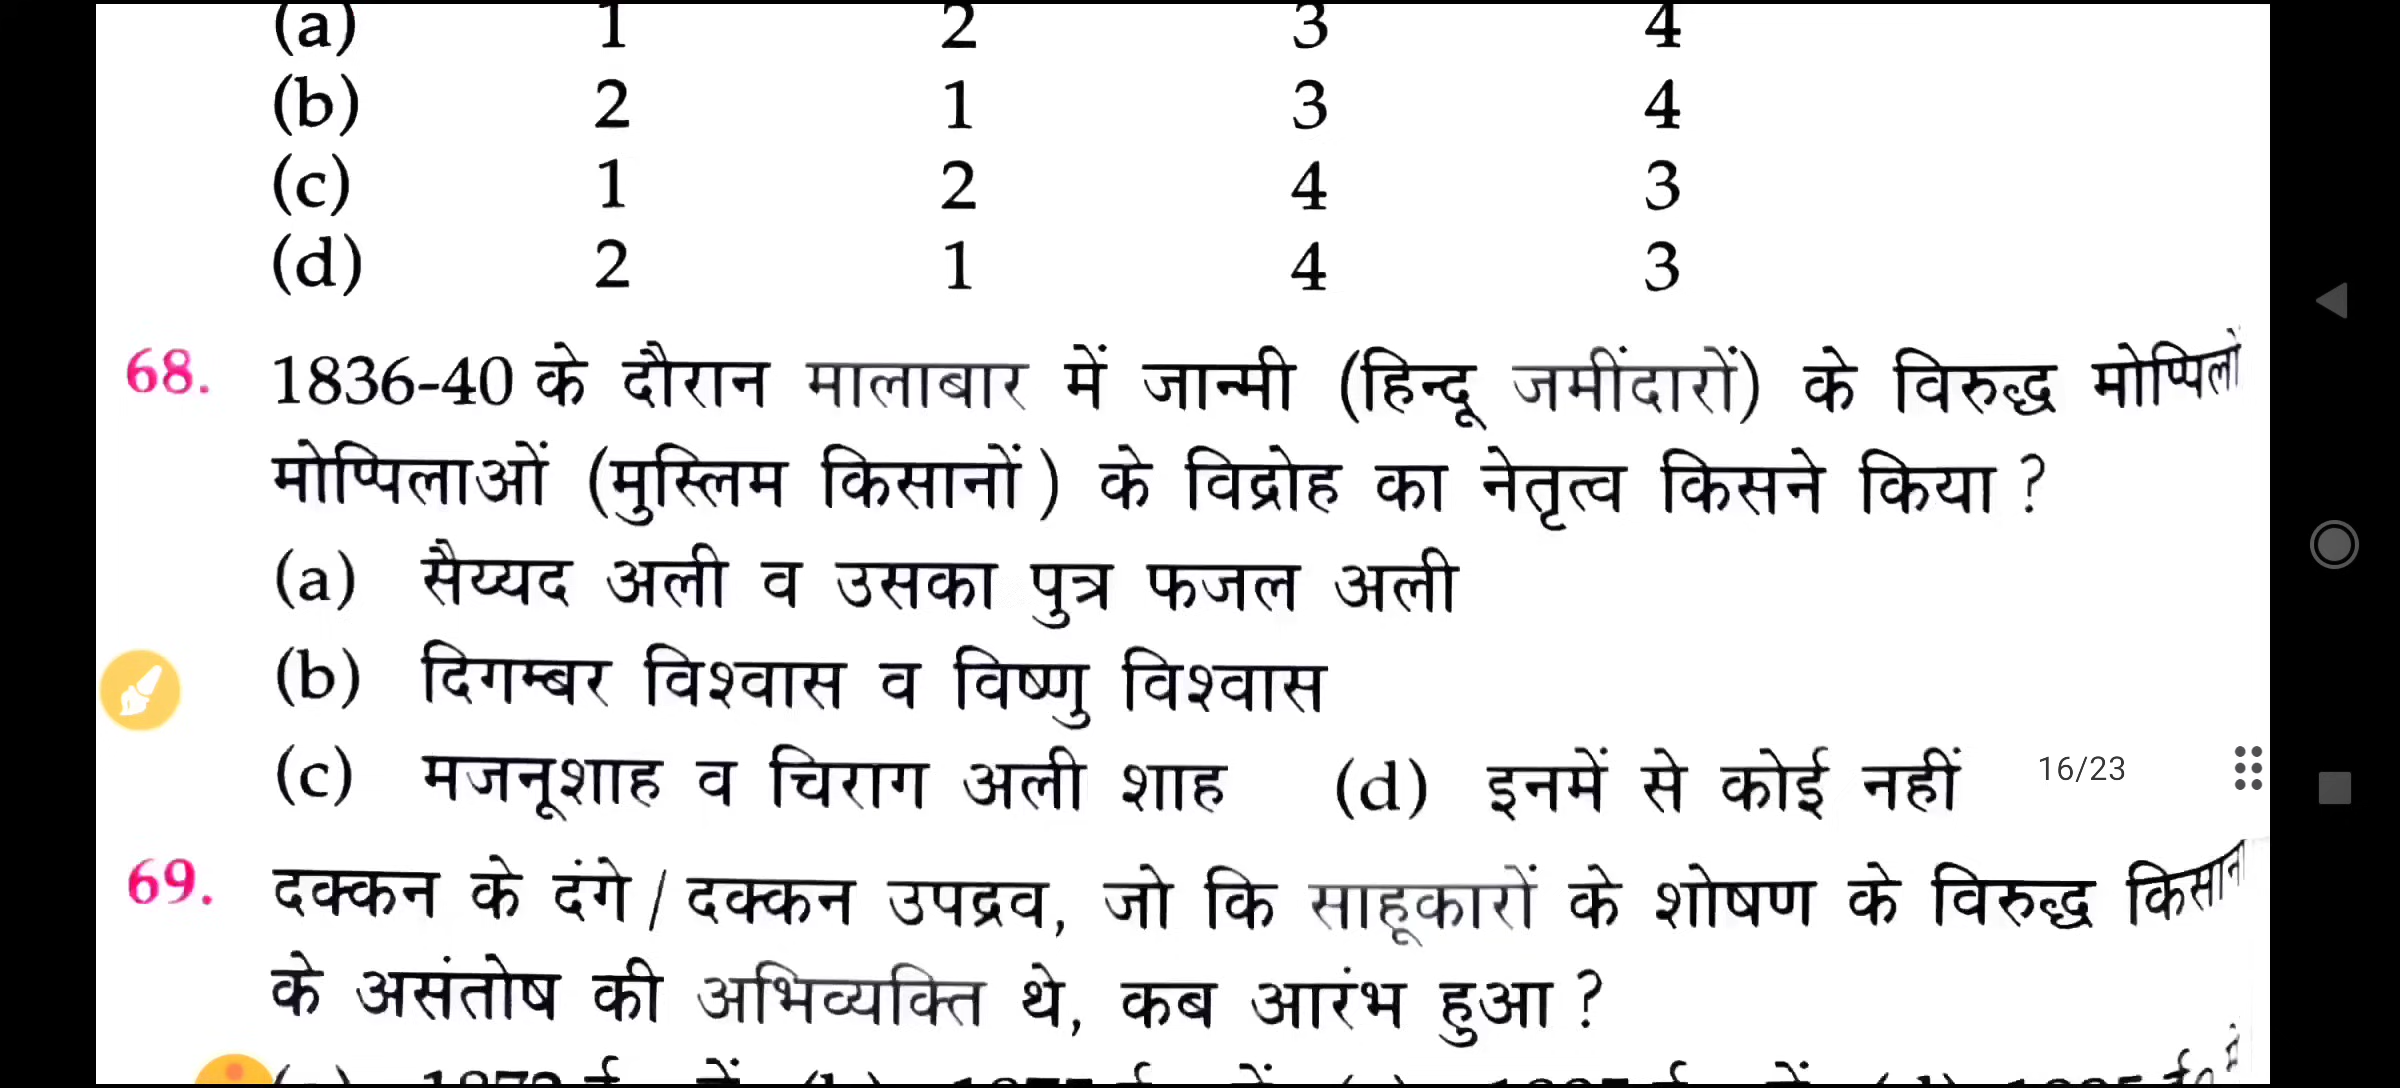 (a) 1 2 3 4
(b) 2 1 3 4
(c) 1 2 4 3
(d) 2 1 4 3
68. 1836-40 के दौरान मालाबार में जान्मी (हिन्दू जमींदारों) के विरुद्ध
मोप्पिलाओं (मुस्लिम किसानों) के विद्रोह का नेतृत्व किसने किया ?
(a) सैय्यद अली व उसका पुत्र फजल अली
(b) दिगम्बर विश्वास व विष्णु विश्वास
(c) मजनूशाह व चिराग अली शाह (d) इनमें से कोई नहीं
16/23
69. दक्कन के दंगे / दक्कन उपद्रव, जो कि साहूकारों के शोषण के विरुद्ध किसान
के असंतोष की अभिव्यक्ति थे, कब आरंभ हुआ ?